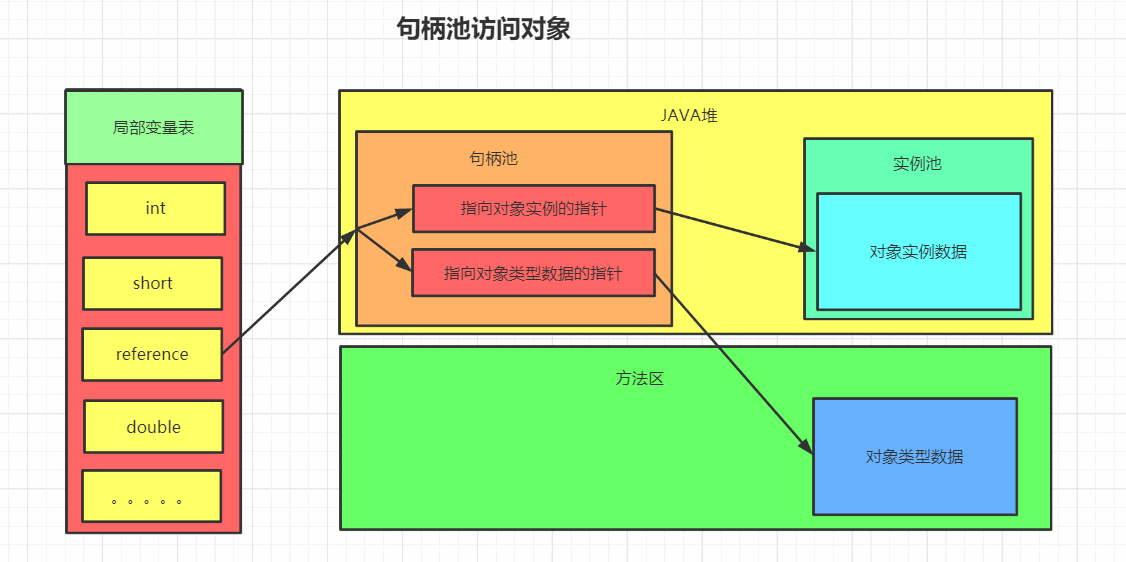 句柄池访问对象
局部变量表
int
short
reference
double
。。。。。
JAVA堆
句柄池
指向对象实例的指针
指向对象类型数据的指针
实例池
对象实例数据
方法区
对象类型数据